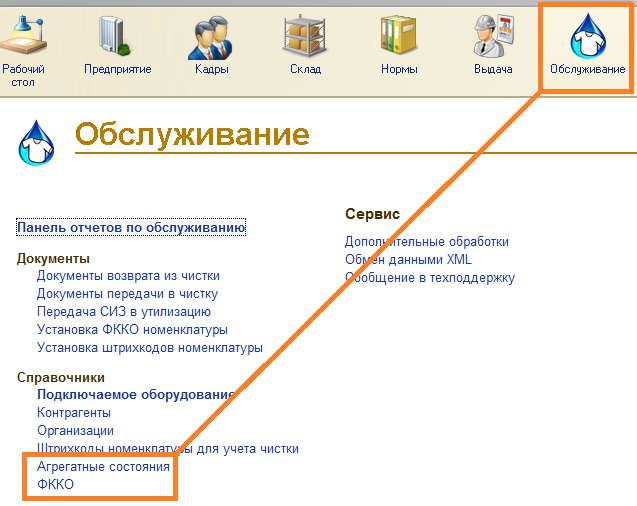 Рабочий стол
Предприятие
Кадры
Склад
Нормы
Выдача
Обслуживание
Обслуживание
Панель отчетов по обслуживанию
Документы
Документы возврата из чистки
Документы передачи в чистку
Передача СИЗ в утилизацию
Установка ФККО номенклатуры
Установка штрихкодов номенклатуры
Справочники
Подключаемое оборудование
Контрагенты
Организации
Штрихкоды номенклатуры для учета чистки
Агрегатные состояния
ФККО
Сервис
Дополнительные обработки
Обмен данными XML
Сообщение в техподдержку